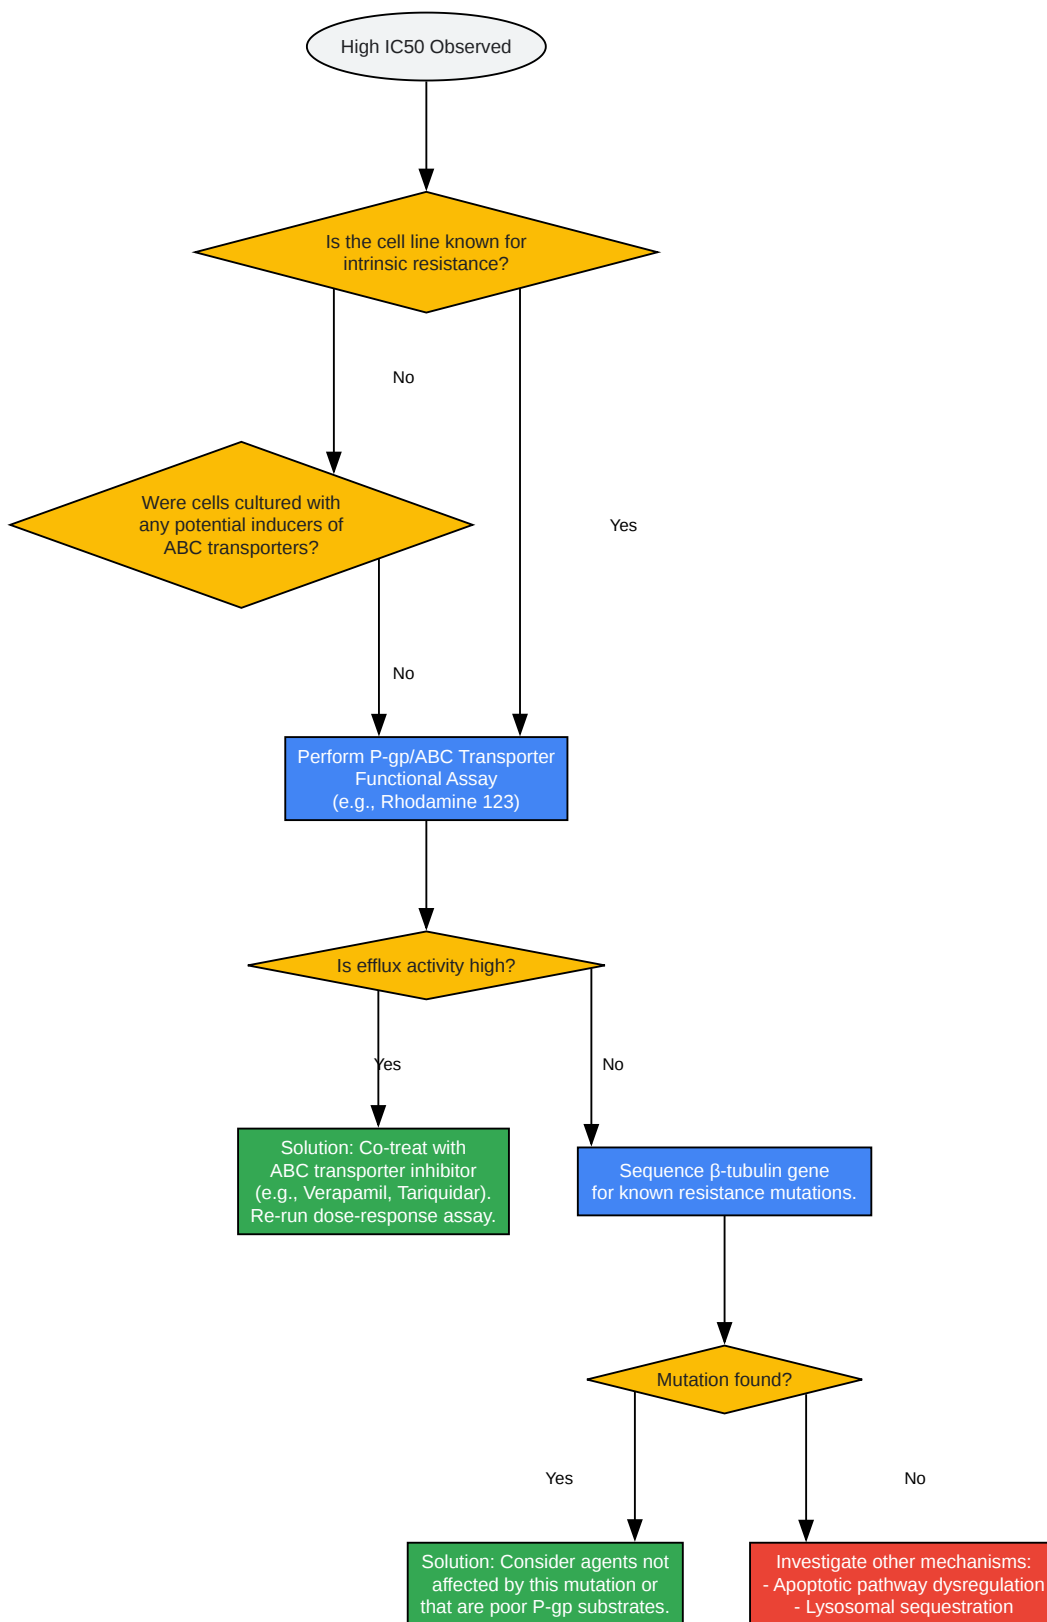 High IC50 Observed
Is the cell line known for
intrinsic resistance?
No
Were cells cultured with
any potential inducers of
ABC transporters?
Yes
No
Perform P-gp/ABC Transporter
Functional Assay
(e.g., Rhodamine 123)
Is efflux activity high?
Yes
No
Solution: Co-treat with
ABC transporter inhibitor
(e.g., Verapamil, Tariquidar).
Re-run dose-response assay.
Sequence β-tubulin gene
for known resistance mutations.
Mutation found?
Yes
No
Solution: Consider agents not
affected by this mutation or
that are poor P-gp substrates.
Investigate other mechanisms:
- Apoptotic pathway dysregulation
- Lysosomal sequestration